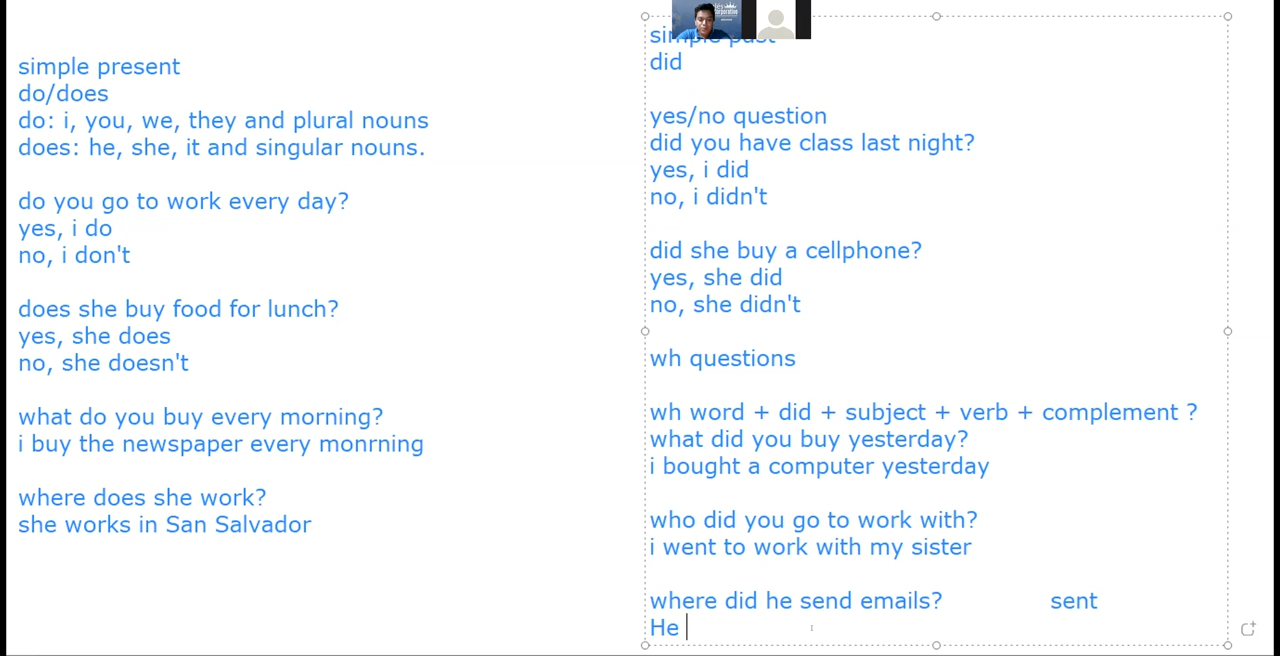 simple present
do/does
do: i, you, we, they and plural nouns
does: he, she, it and singular nouns.
do you go to work every day?
yes, i do
no, i don't
does she buy food for lunch?
yes, she does
no, she doesn't
what do you buy every morning?
i buy the newspaper every monrning
where does she work?
she works in San Salvador
simple past
did
yes/no question
did you have class last night?
yes, i did
no, i didn't
did she buy a cellphone?
yes, she did
no, she didn't
wh questions
wh word + did + subject + verb + complement ?
what did you buy yesterday?
i bought a computer yesterday
who did you go to work with?
i went to work with my sister
where did he send emails? sent
He